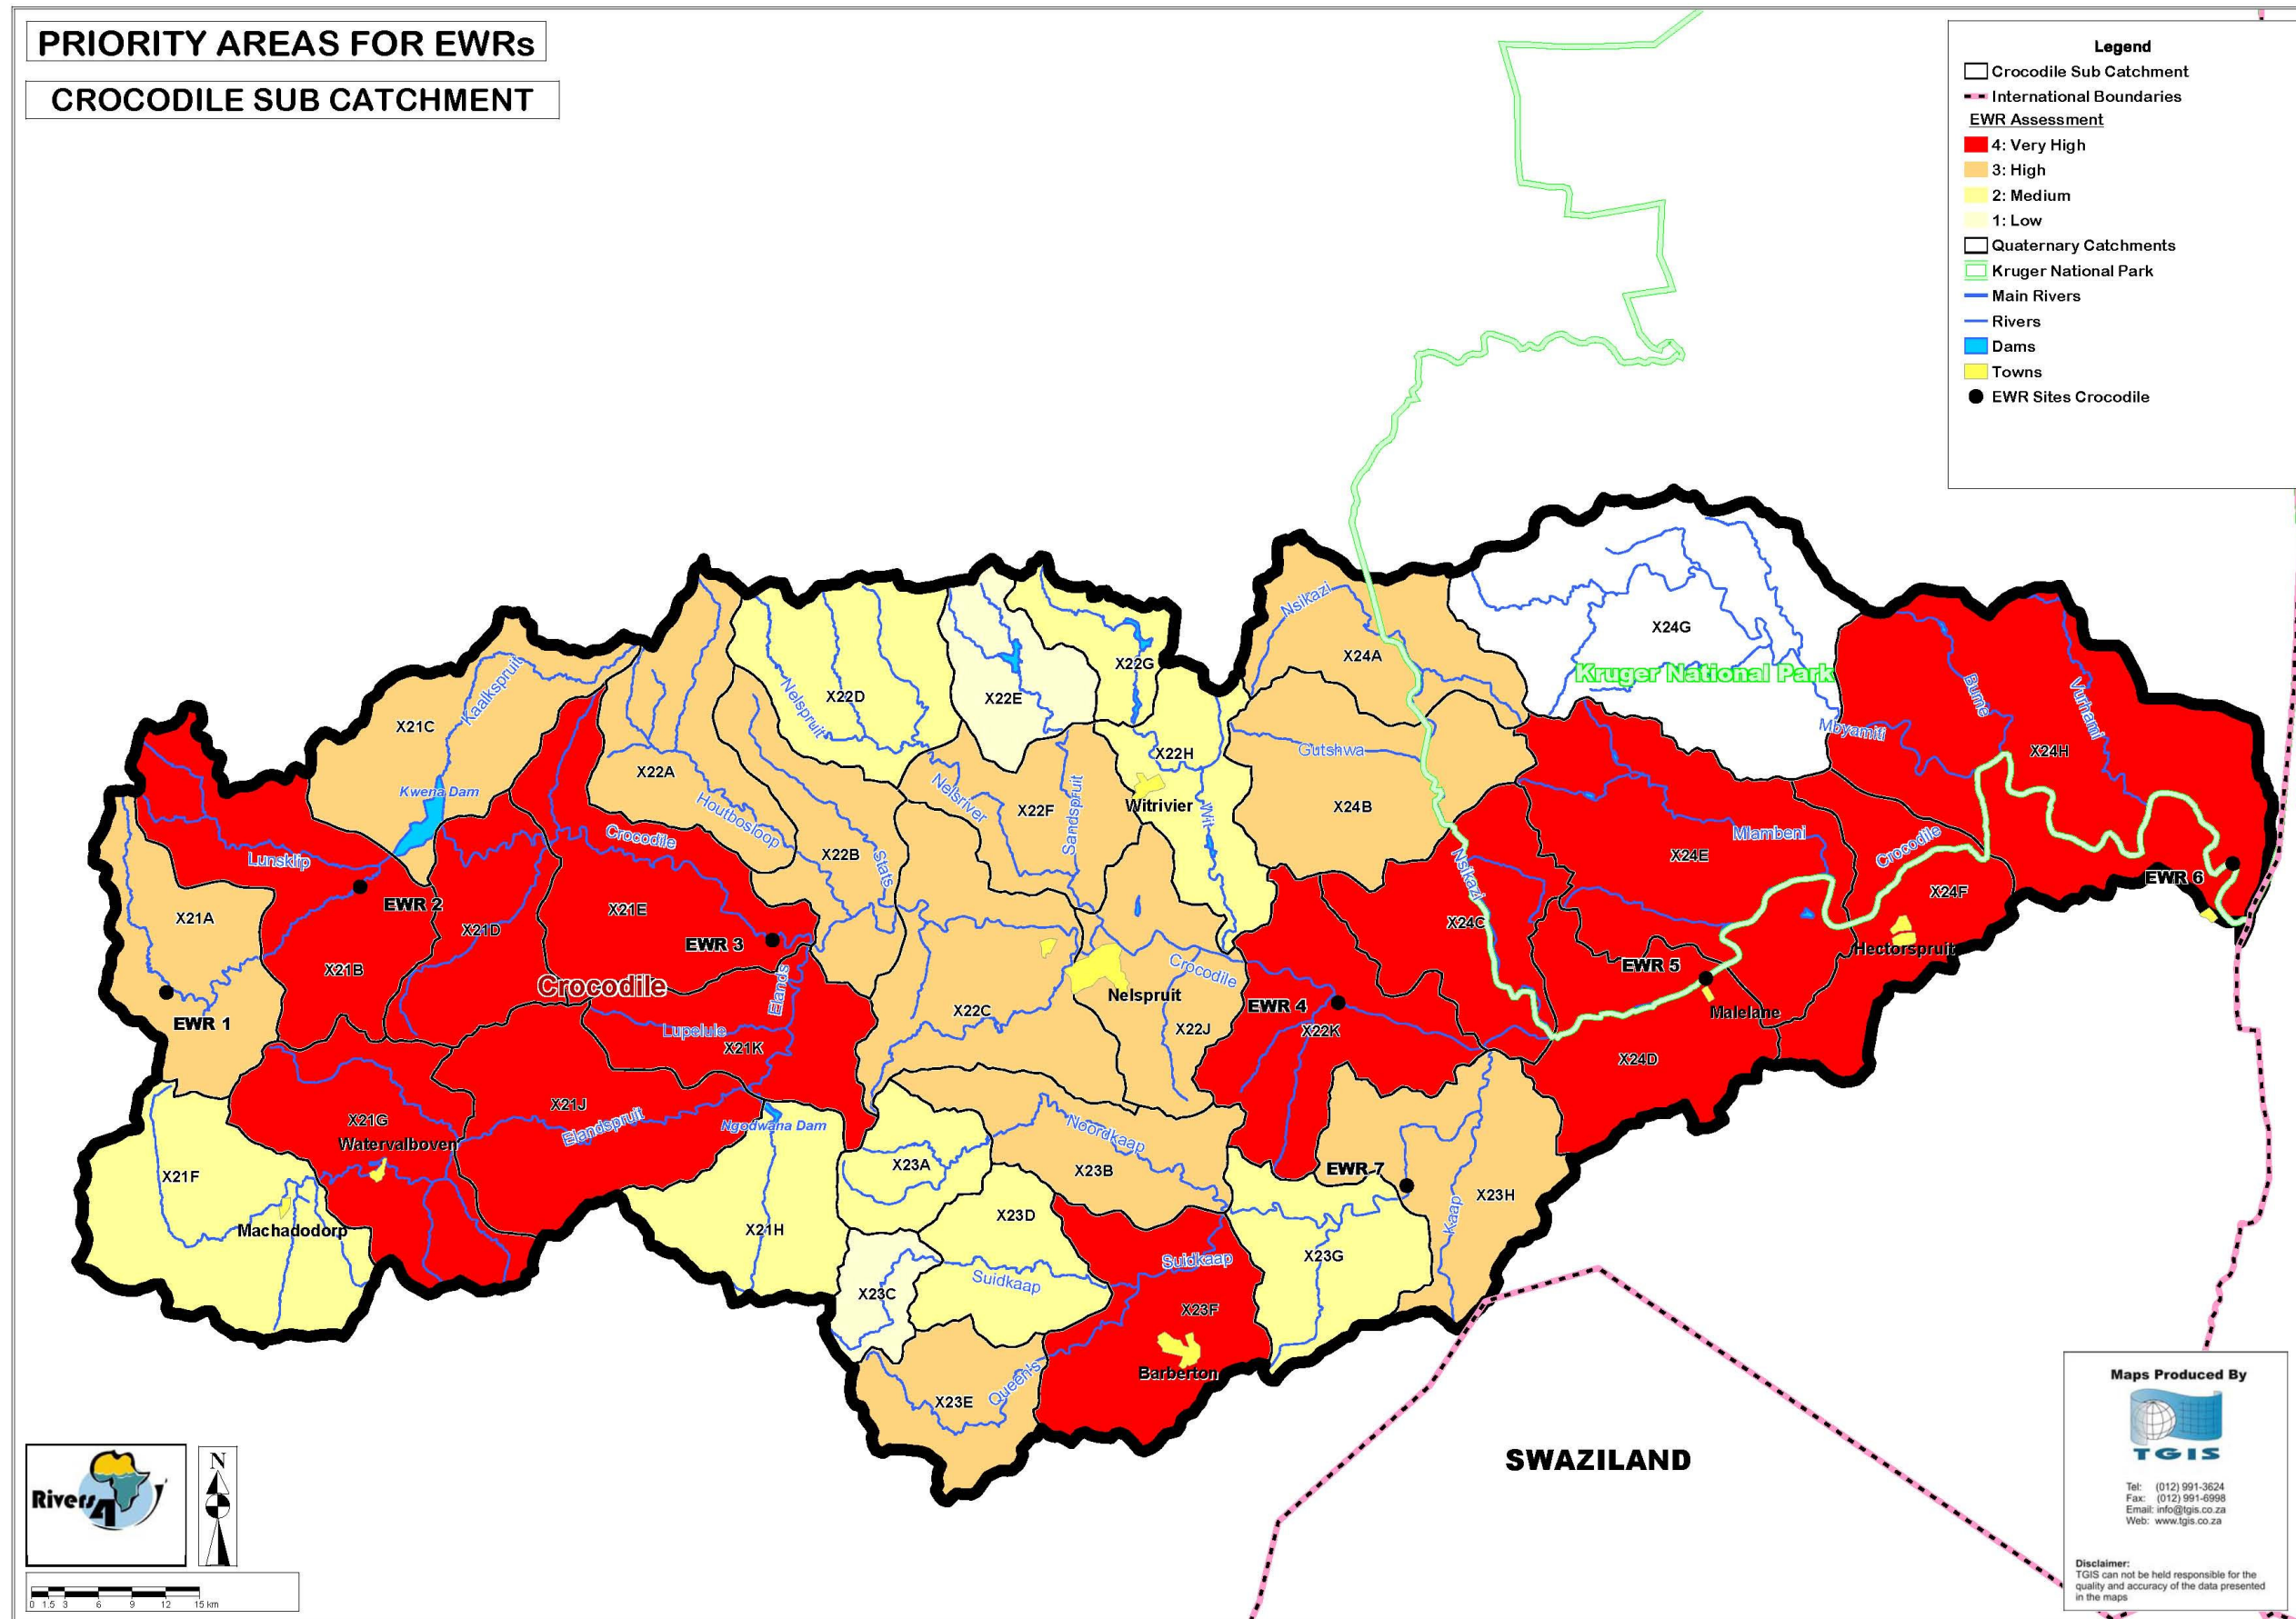 PRIORITY AREAS FOR EWRs
CROCODILE SUB CATCHMENT
Legend
Crocodile Sub Catchment
International Boundaries
EWR Assessment
4: Very High
3: High
2: Medium
1: Low
Quaternary Catchments
Kruger National Park
Main Rivers
Rivers
Dams
Towns
EWR Sites Crocodile
X24G
Kruger National Park
Nsikazi
X24A
X22G
X22E
X22D
Nelspruit
Kaalkspruit
X21C
Bume
Vurhami
Mbyamiti
X24H
X22H
Gutshwa
X22A
Kwena Dam
Houtbosloop
Nelsriver
X22F
Sandspruit
Witrivier
Wit
X24B
Crocodile
Mlambeni
Crocodile
X22B
Stats
X24E
Lunsklip
Nsikazi
EWR 6
X24F
EWR 2
X21E
X21A
X24C
X21D
EWR 3
Hectorspruit
X21B
EWR 5
Crocodile
Crocodile
Elands
Nelspruit
EWR 4
X22C
Malelane
EWR 1
Lupelule
X22J
X22K
X21K
X24D
X21J
X21G
Elandspruit
Ngodwana Dam
Noordkaap
Watervalboven
X21F
X23A
X23B
EWR 7
X23H
Kaap
X23D
Machadodorp
X21H
Suidkaap
X23G
Suidkaap
X23C
X23F
Barberton
Queen's
X23E
SWAZILAND
Rivers
4
N
0 1.5 3 6 9 12 15 km
Maps Produced By
TGIS
Tel: (012) 991-3624
Fax: (012) 991-6998
Email: info@tgis.co.za
Web: www.tgis.co.za
Disclaimer:
TGIS can not be held responsible for the
quality and accuracy of the data presented
in the maps